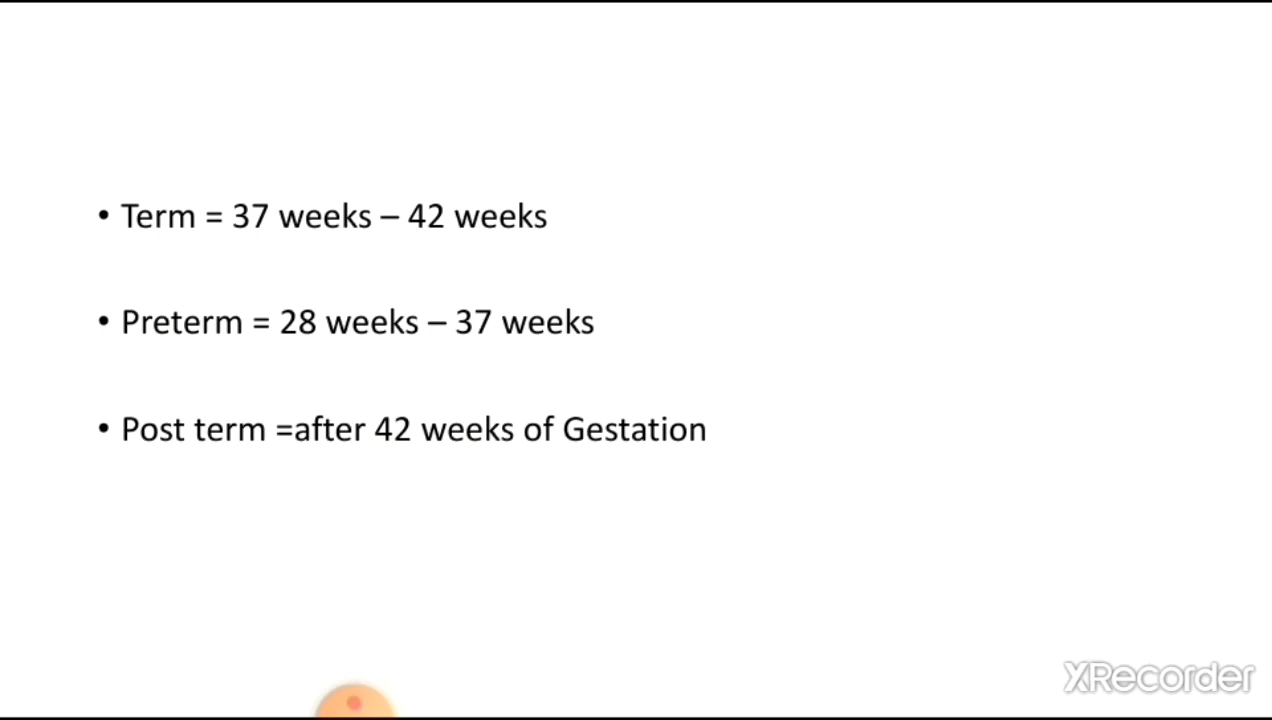 • Term = 37 weeks – 42 weeks
• Preterm = 28 weeks – 37 weeks
• Post term =after 42 weeks of Gestation
XRecorder